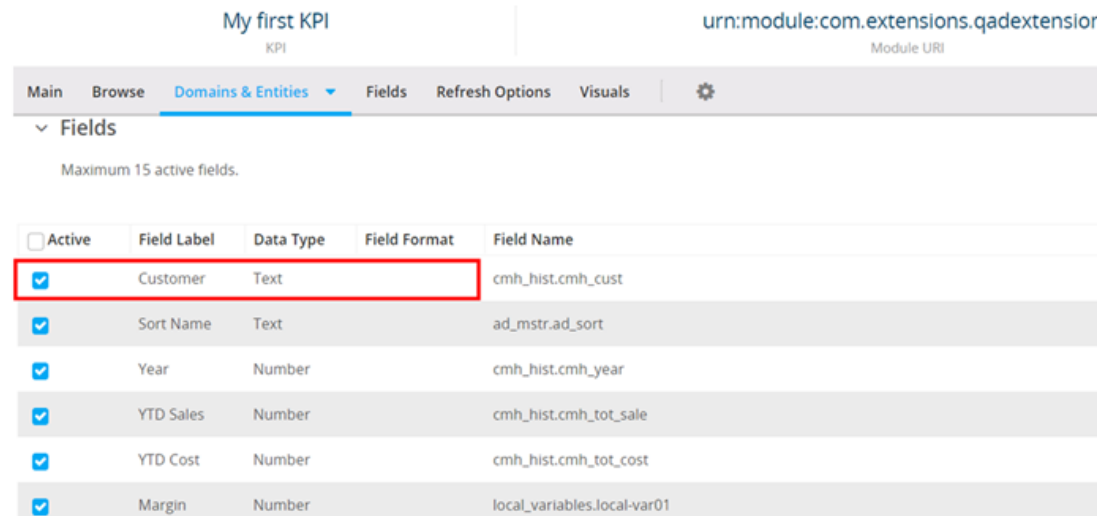 My first KPI
KPI
urn:module:com.extensions.qadextension
Module URI
Main Browse Domains & Entities Fields Refresh Options Visuals
Fields
Maximum 15 active fields.
Active Field Label Data Type Field Format Field Name
Customer Text cmh_hist.cmh_cust
Sort Name Text ad_mstr.ad_sort
Year Number cmh_hist.cmh_year
YTD Sales Number cmh_hist.cmh_tot_sale
YTD Cost Number cmh_hist.cmh_tot_cost
Margin Number local_variables.local-var01